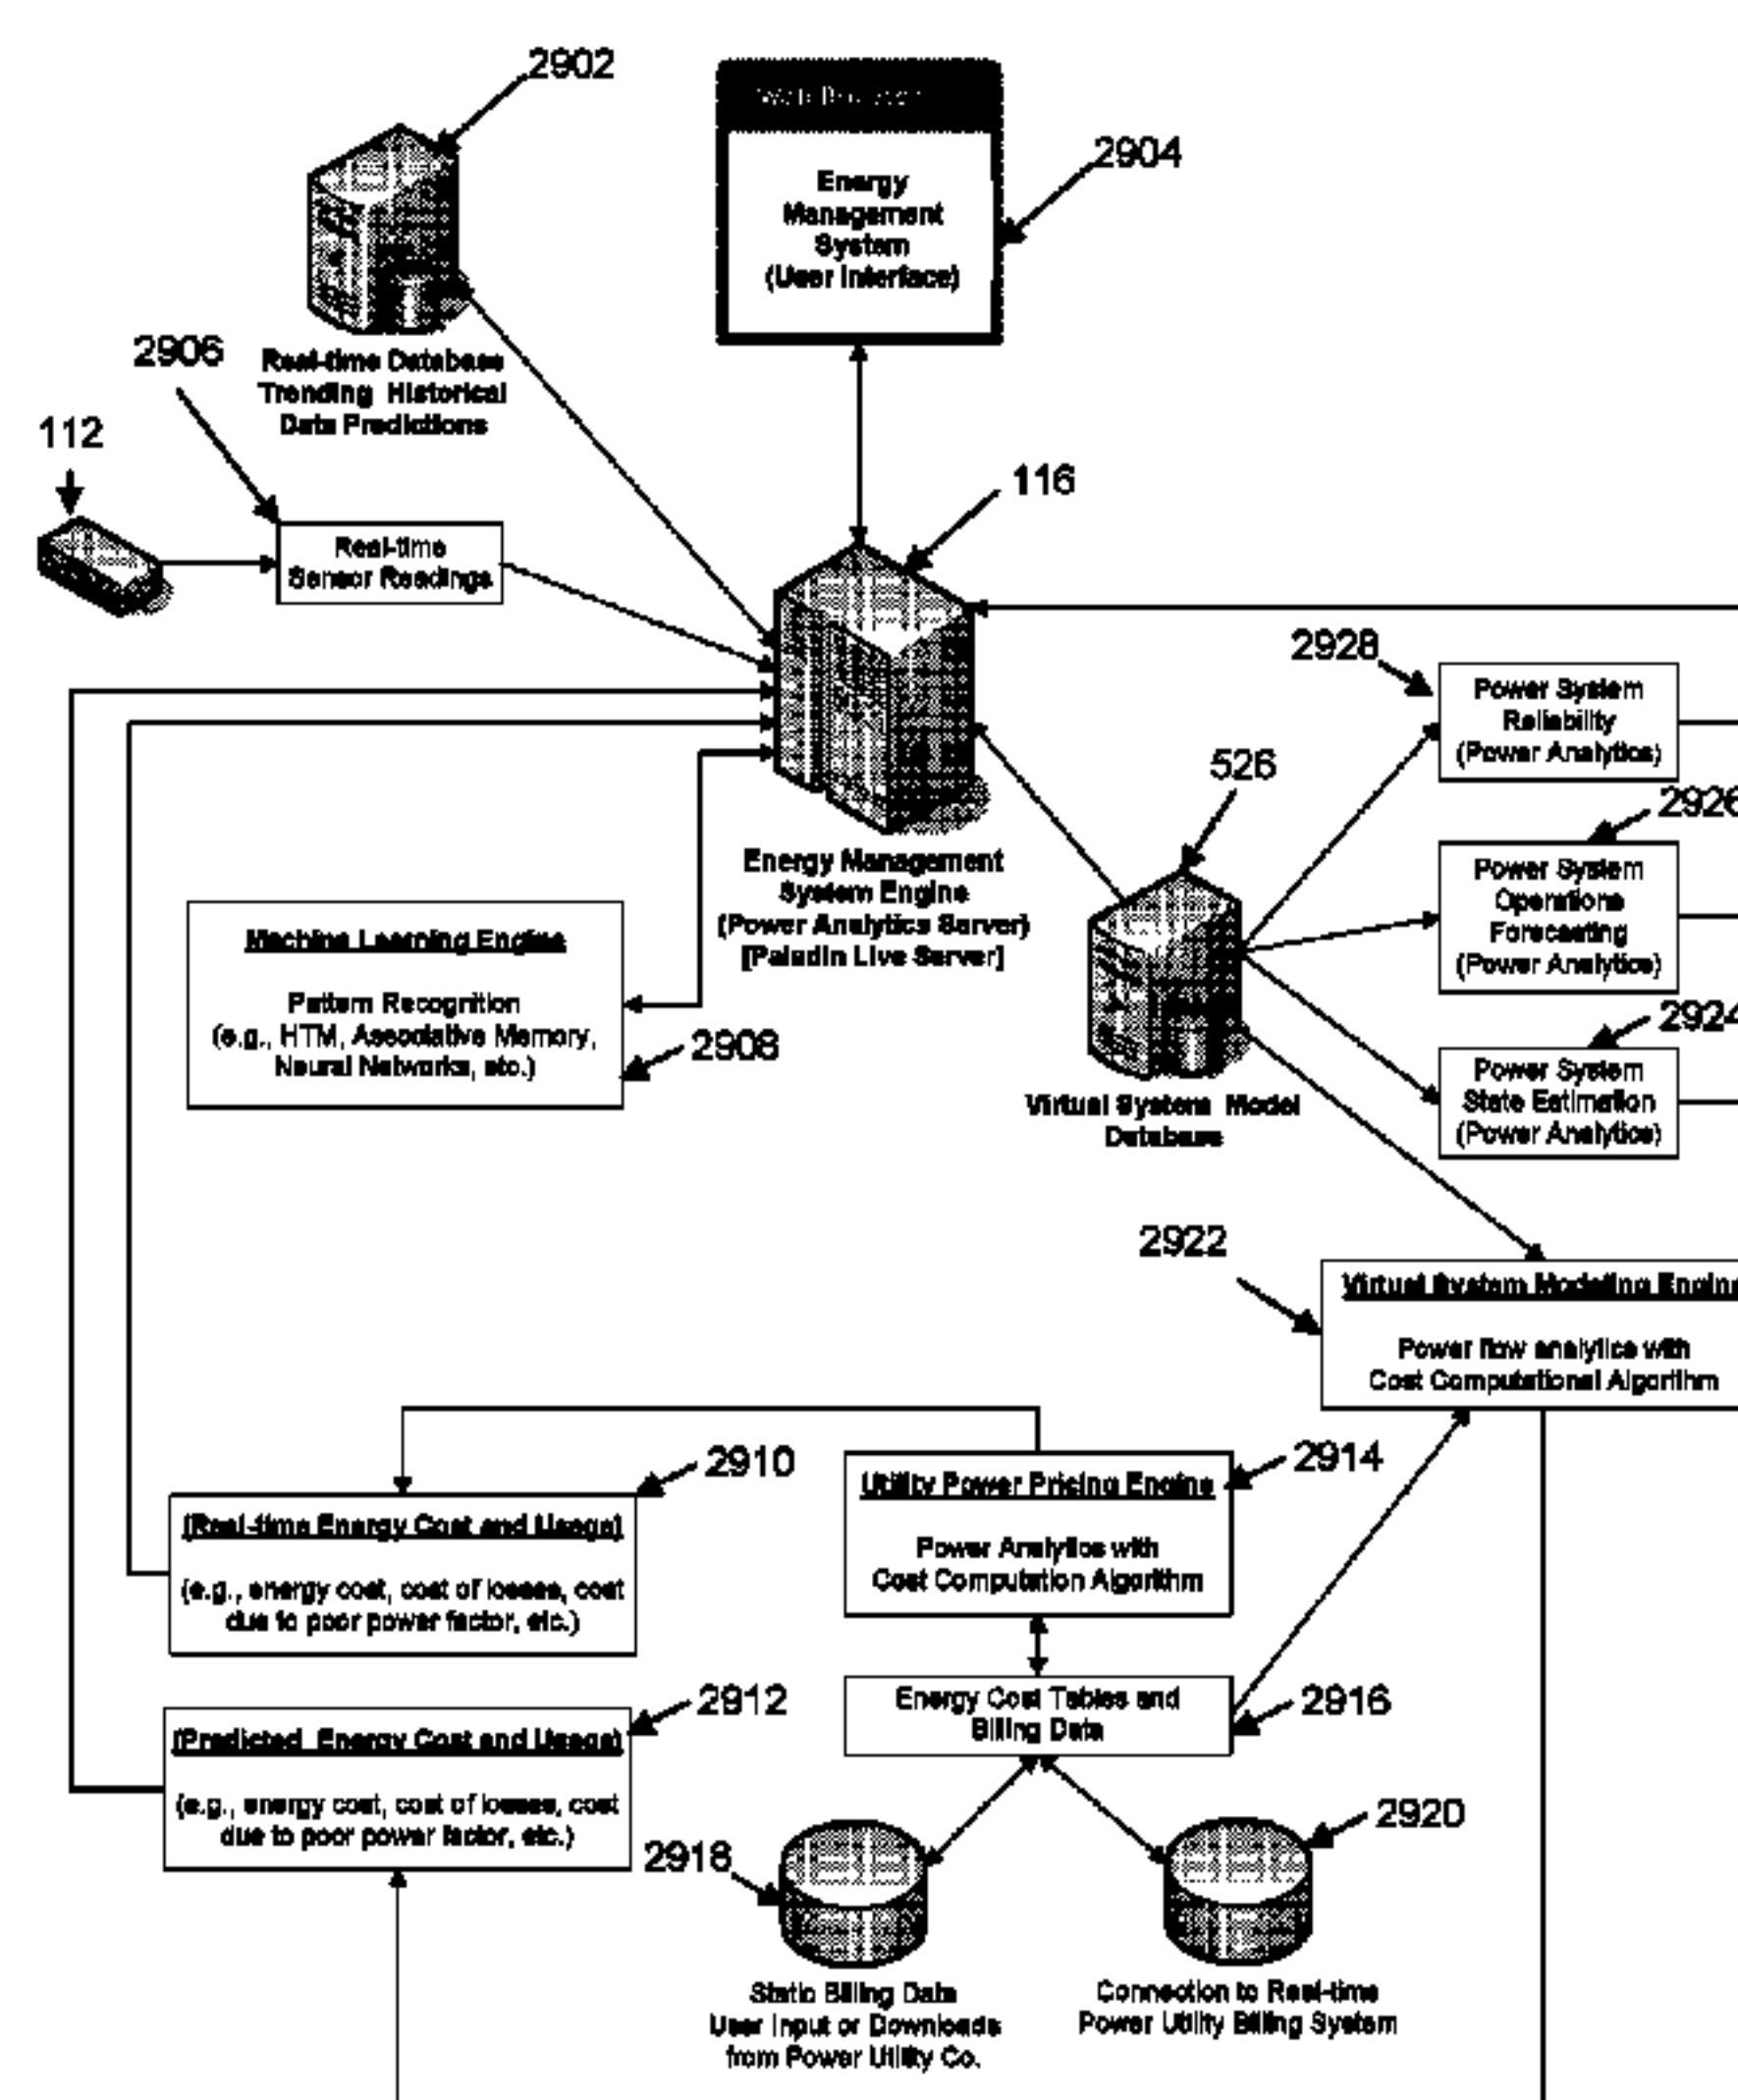 2902
2904
Energy
Management
System
(User Interface)
2906
Real-time Database
Trending Historical
Data Predictions
112
116
Real-time
Sensor Readings
2928
Power System
Reliability
(Power Analytics)
526
2926
Power System
Operations
Forecasting
(Power Analytics)
Energy Management
System Engine
(Power Analytics Server)
[Paladin Live Server]
Machine Learning Engine
Pattern Recognition
(e.g., HTM, Associative Memory,
Neural Networks, etc.)
2908
2924
Power System
State Estimation
(Power Analytics)
Virtual System Model
Database
2922
Virtual System Modeling Engine
Power flow analytics with
Cost Computational Algorithm
2910
2914
Utility Power Pricing Engine
Power Analytics with
Cost Computation Algorithm
(Real-time Energy Cost and Usage)
(e.g., energy cost, cost of losses, cost
due to poor power factor, etc.)
2912
Energy Cost Tables and
Billing Data
2916
(Predicted Energy Cost and Usage)
(e.g., energy cost, cost of losses, cost
due to poor power factor, etc.)
2918
2920
Static Billing Data
User Input or Downloads
from Power Utility Co.
Connection to Real-time
Power Utility Billing System